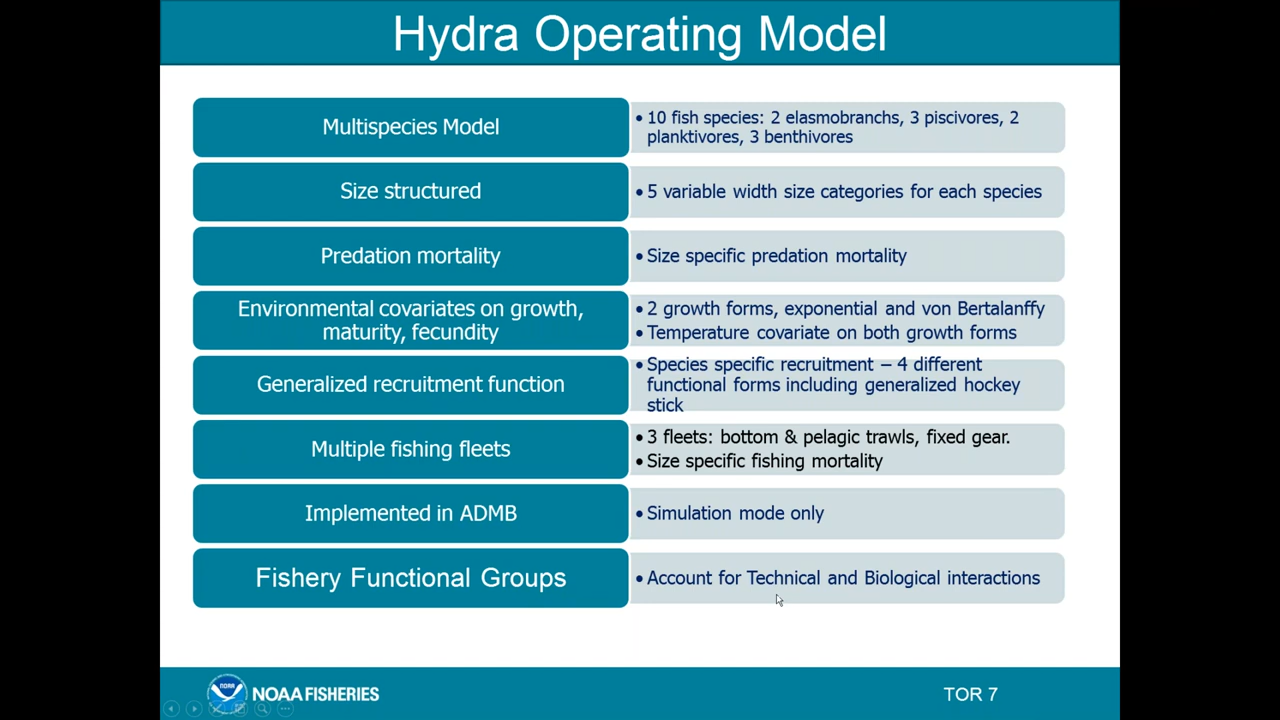 Hydra Operating Model
Multispecies Model
• 10 fish species: 2 elasmobranchs, 3 piscivores, 2
planktivores, 3 benthivores
Size structured
• 5 variable width size categories for each species
Predation mortality
• Size specific predation mortality
Environmental covariates on growth,
maturity, fecundity
• 2 growth forms, exponential and von Bertalanffy
• Temperature covariate on both growth forms
Generalized recruitment function
• Species specific recruitment – 4 different
functional forms including generalized hockey
stick
Multiple fishing fleets
• 3 fleets: bottom & pelagic trawls, fixed gear.
• Size specific fishing mortality
Implemented in ADMB
• Simulation mode only
Fishery Functional Groups
• Account for Technical and Biological interactions
NOAA
NOAA FISHERIES
TOR 7